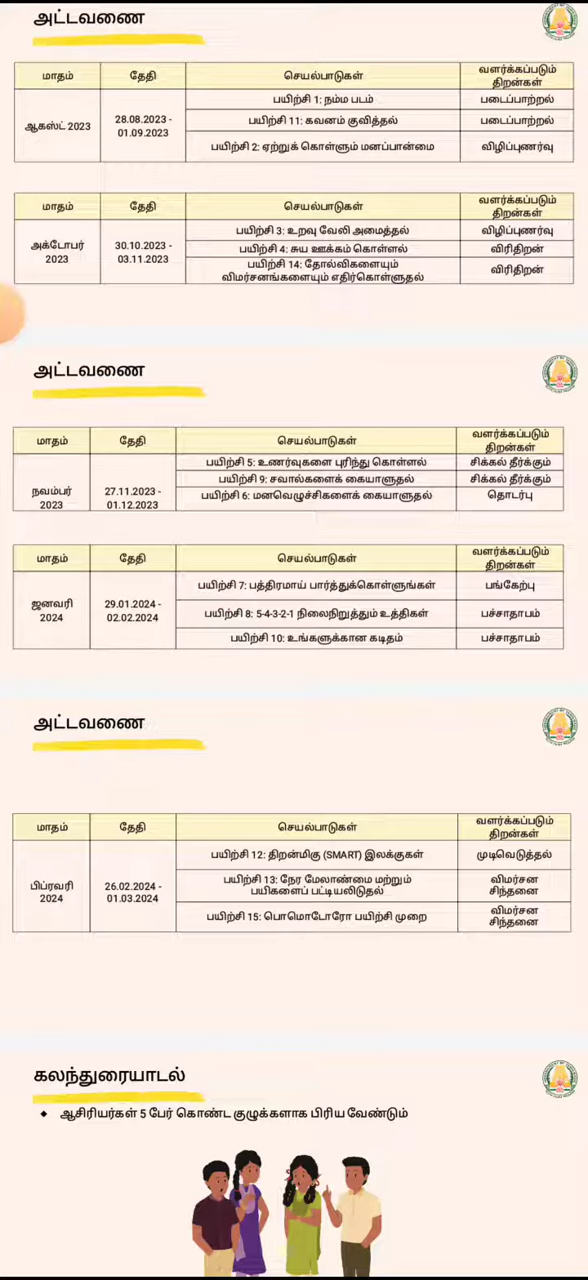 அட்டவணை
மாதம் தேதி செயல்பாடுகள் வளர்க்கப்படும் திறன்கள்
ஆகஸ்ட் 2023 28.08.2023 - 01.09.2023
பயிற்சி 1: நம்ம படம் படைப்பாற்றல்
பயிற்சி 11: கவனம் குவித்தல் படைப்பாற்றல்
பயிற்சி 2: ஏற்றுக் கொள்ளும் மனப்பான்மை விழிப்புணர்வு
மாதம் தேதி செயல்பாடுகள் வளர்க்கப்படும் திறன்கள்
அக்டோபர் 2023 30.10.2023 - 03.11.2023
பயிற்சி 3: உறவு வேலி அமைத்தல் விழிப்புணர்வு
பயிற்சி 4: சுய ஊக்கம் கொள்ளல் விரிதிறன்
பயிற்சி 14: தோல்விகளையும் விமர்சனங்களையும் எதிர்கொள்ளுதல் விரிதிறன்
அட்டவணை
மாதம் தேதி செயல்பாடுகள் வளர்க்கப்படும் திறன்கள்
நவம்பர் 2023 27.11.2023 - 01.12.2023
பயிற்சி 5: உணர்வுகளை புரிந்து கொள்ளல் சிக்கல் தீர்க்கும்
பயிற்சி 9: சவால்களைக் கையாளுதல் சிக்கல் தீர்க்கும்
பயிற்சி 6: மனவெழுச்சிகளைக் கையாளுதல் தொடர்பு
மாதம் தேதி செயல்பாடுகள் வளர்க்கப்படும் திறன்கள்
ஜனவரி 2024 29.01.2024 - 02.02.2024
பயிற்சி 7: பத்திரமாய் பார்த்துக்கொள்ளுங்கள் பங்கேற்பு
பயிற்சி 8: 5-4-3-2-1 நிலைநிறுத்தும் உத்திகள் பச்சாதாபம்
பயிற்சி 10: உங்களுக்கான கடிதம் பச்சாதாபம்
அட்டவணை
மாதம் தேதி செயல்பாடுகள் வளர்க்கப்படும் திறன்கள்
பிப்ரவரி 2024 26.02.2024 - 01.03.2024
பயிற்சி 12: திறன்மிகு (SMART) இலக்குகள் முடிவெடுத்தல்
பயிற்சி 13: நேர மேலாண்மை மற்றும் பயிகளைப் பட்டியலிடுதல் விமர்சன சிந்தனை
பயிற்சி 15: பொமொடோரோ பயிற்சி முறை விமர்சன சிந்தனை
கலந்துரையாடல்
◆ ஆசிரியர்கள் 5 பேர் கொண்ட குழுக்களாக பிரிய வேண்டும்